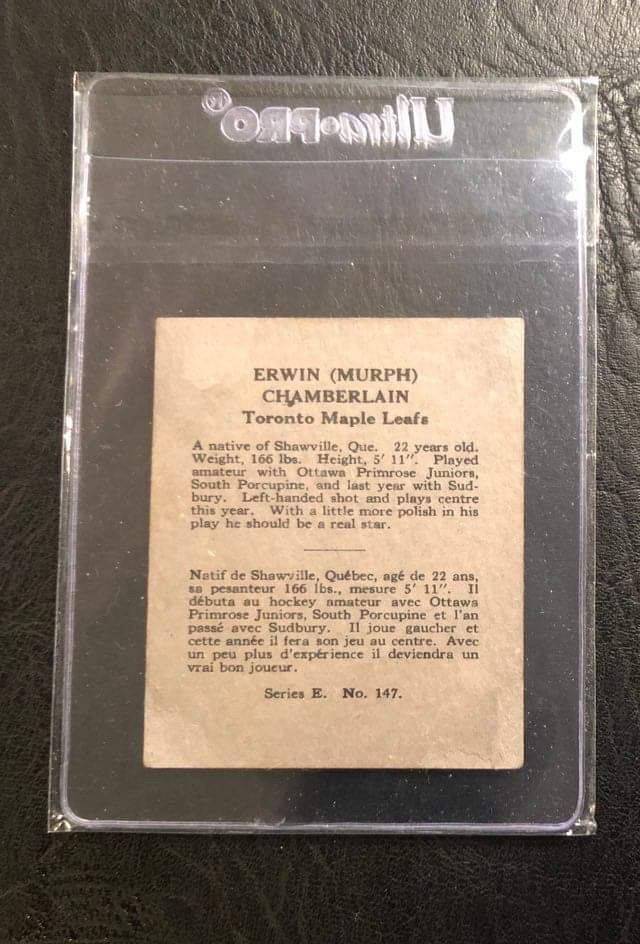 Ultra•PRO®
ERWIN (MURPH)
CHAMBERLAIN
Toronto Maple Leafs
A native of Shawville, Que. 22 years old.
Weight, 166 lbs. Height, 5' 11". Played
amateur with Ottawa Primrose Juniors,
South Porcupine, and last year with Sud-
bury. Left-handed shot and plays centre
this year. With a little more polish in his
play he should be a real star.
Natif de Shawville, Québec, agé de 22 ans,
sa pesanteur 166 lbs., mesure 5' 11". Il
débuta au hockey amateur avec Ottawa
Primrose Juniors, South Porcupine et l'an
passé avec Sudbury. Il joue gaucher et
cette année il fera son jeu au centre. Avec
un peu plus d'expérience il deviendra un
vrai bon joueur.
Series E. No. 147.